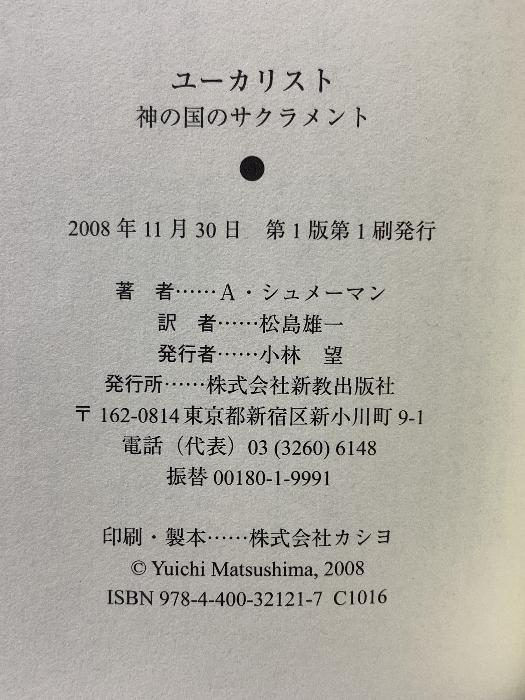 ユーカリスト
神の国のサクラメント
●
2008年11月30日　第1版第1刷発行
著　者……A・シュメーマン
訳　者……松島雄一
発行者……小林　望
発行所……株式会社新教出版社
〒162-0814 東京都新宿区新小川町 9-1
電話（代表）03 (3260) 6148
振替 00180-1-9991
印刷・製本……株式会社カシヨ
© Yuichi Matsushima, 2008
ISBN 978-4-400-32121-7 C1016